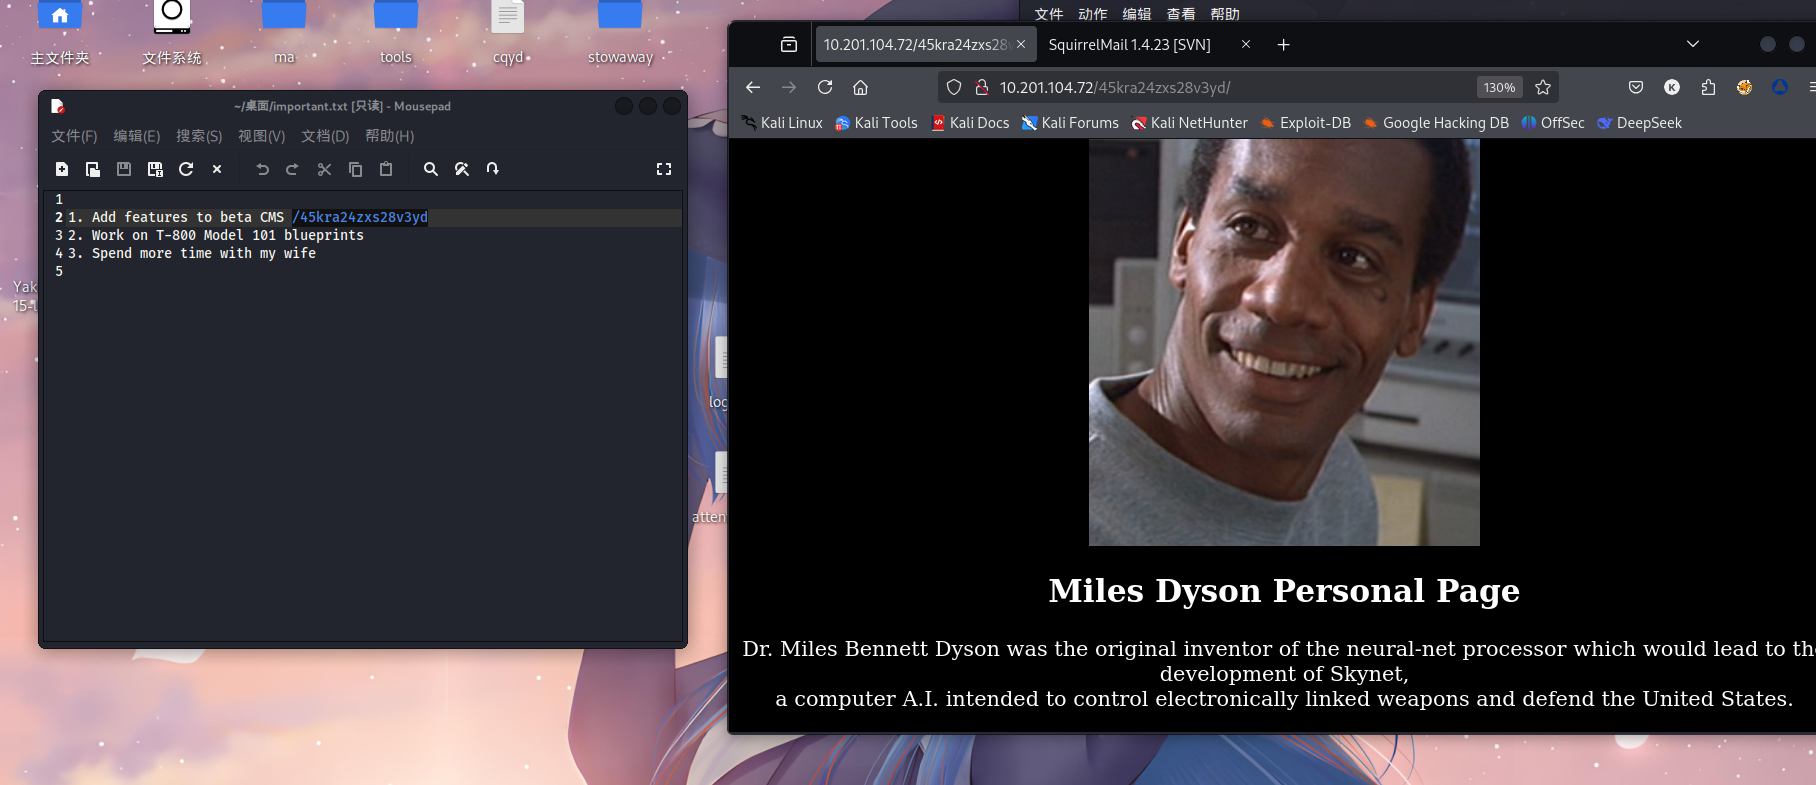 主文件夹
文件系统
ma
tools
cqyd
stowaway
~/桌面/important.txt [只读] - Mousepad
文件(F) 编辑(E) 搜索(S) 视图(V) 文档(D) 帮助(H)
1
2 1. Add features to beta CMS /45kra24zxs28v3yd
3 2. Work on T-800 Model 101 blueprints
4 3. Spend more time with my wife
5
Yak
15-
log
atten
文件 动作 编辑 查看 帮助
10.201.104.72/45kra24zxs28
SquirrelMail 1.4.23 [SVN]
10.201.104.72/45kra24zxs28v3yd/
130%
Kali Linux Kali Tools Kali Docs Kali Forums Kali NetHunter Exploit-DB Google Hacking DB OffSec DeepSeek
Miles Dyson Personal Page
Dr. Miles Bennett Dyson was the original inventor of the neural-net processor which would lead to the
development of Skynet,
a computer A.I. intended to control electronically linked weapons and defend the United States.